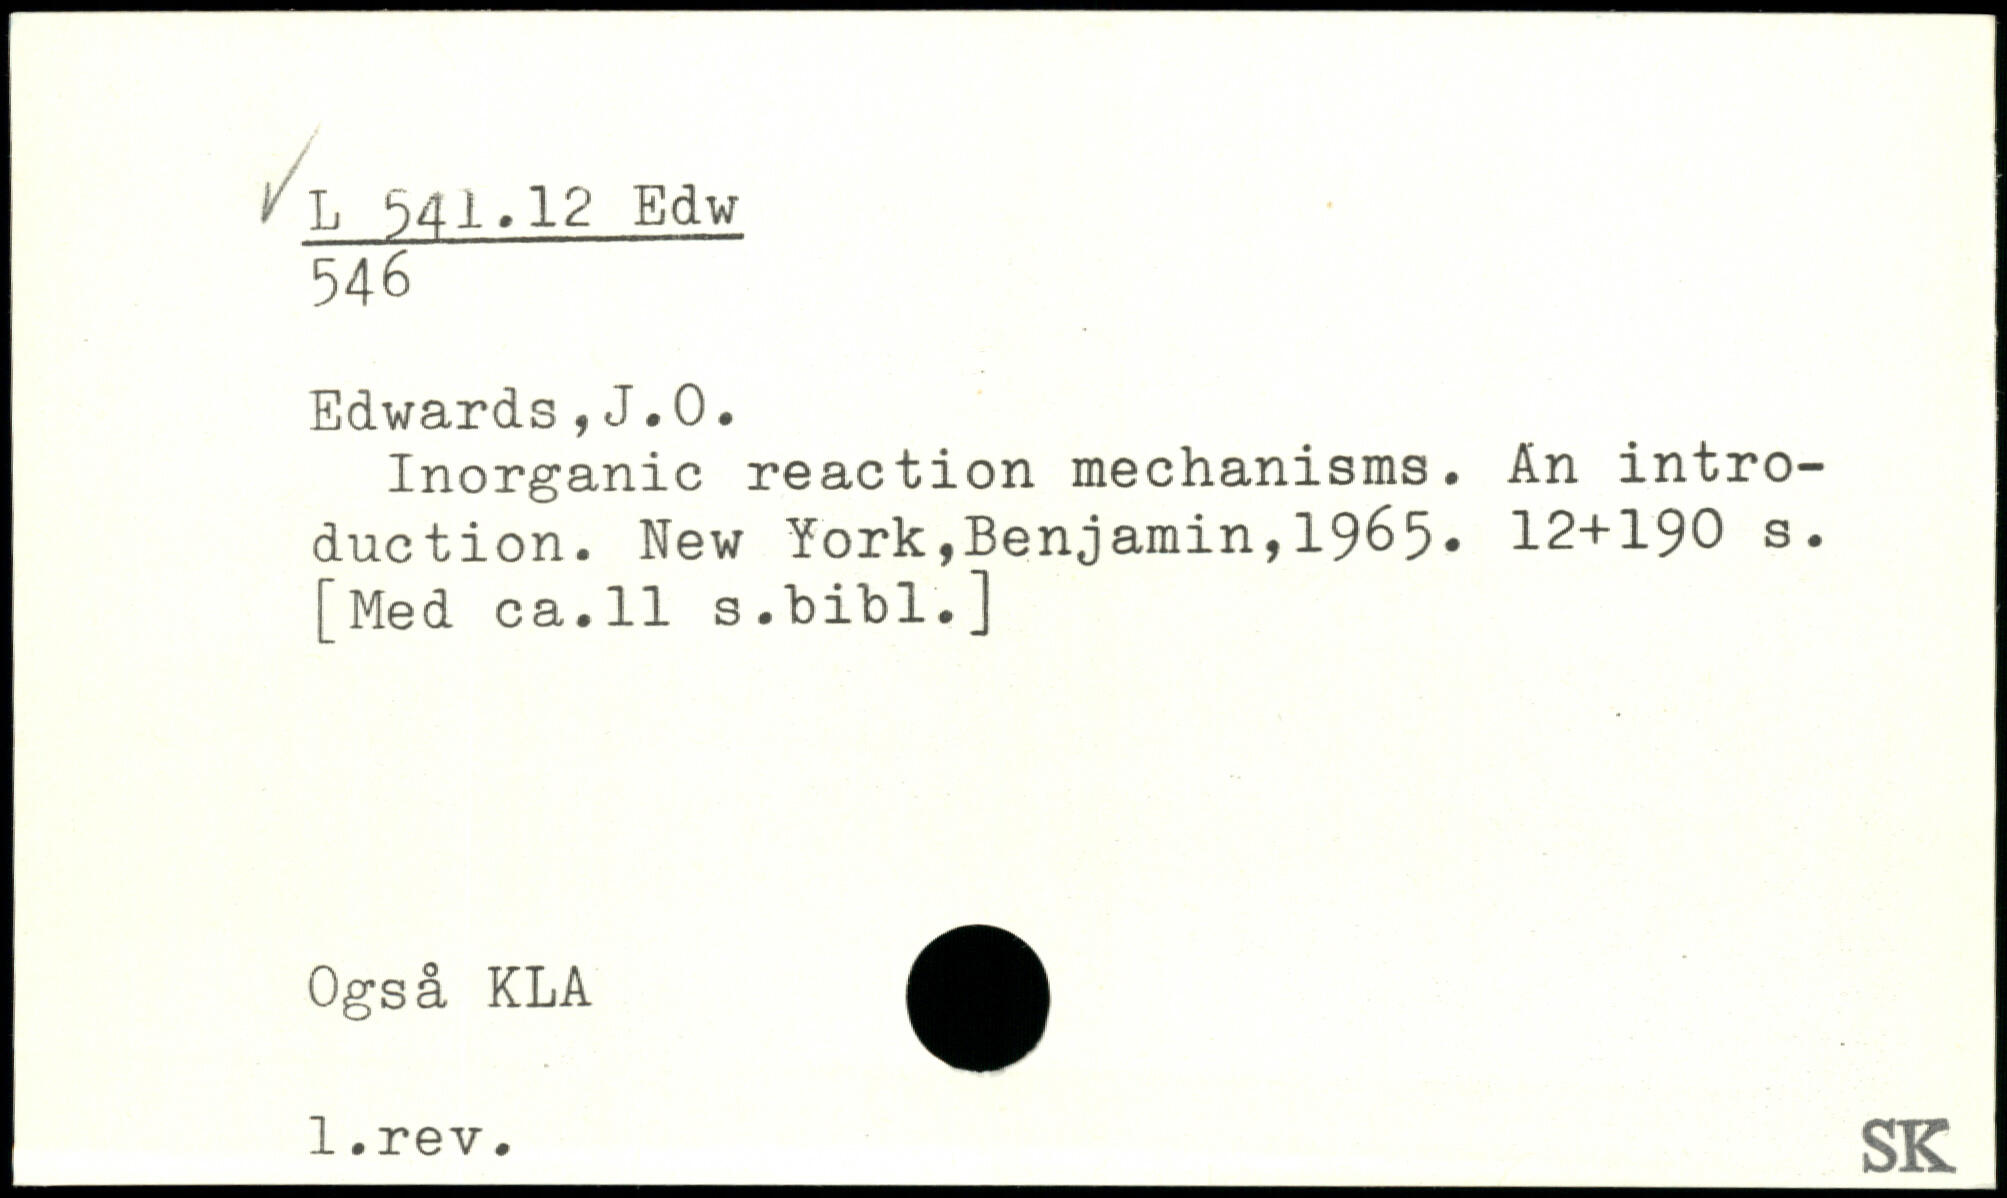 ✓ L 541.12 Edw
546
Edwards,J.O.
Inorganic reaction mechanisms. An intro-
duction. New York,Benjamin,1965. 12+190 s.
[Med ca.11 s.bibl.]
Også KLA
1.rev.
SK